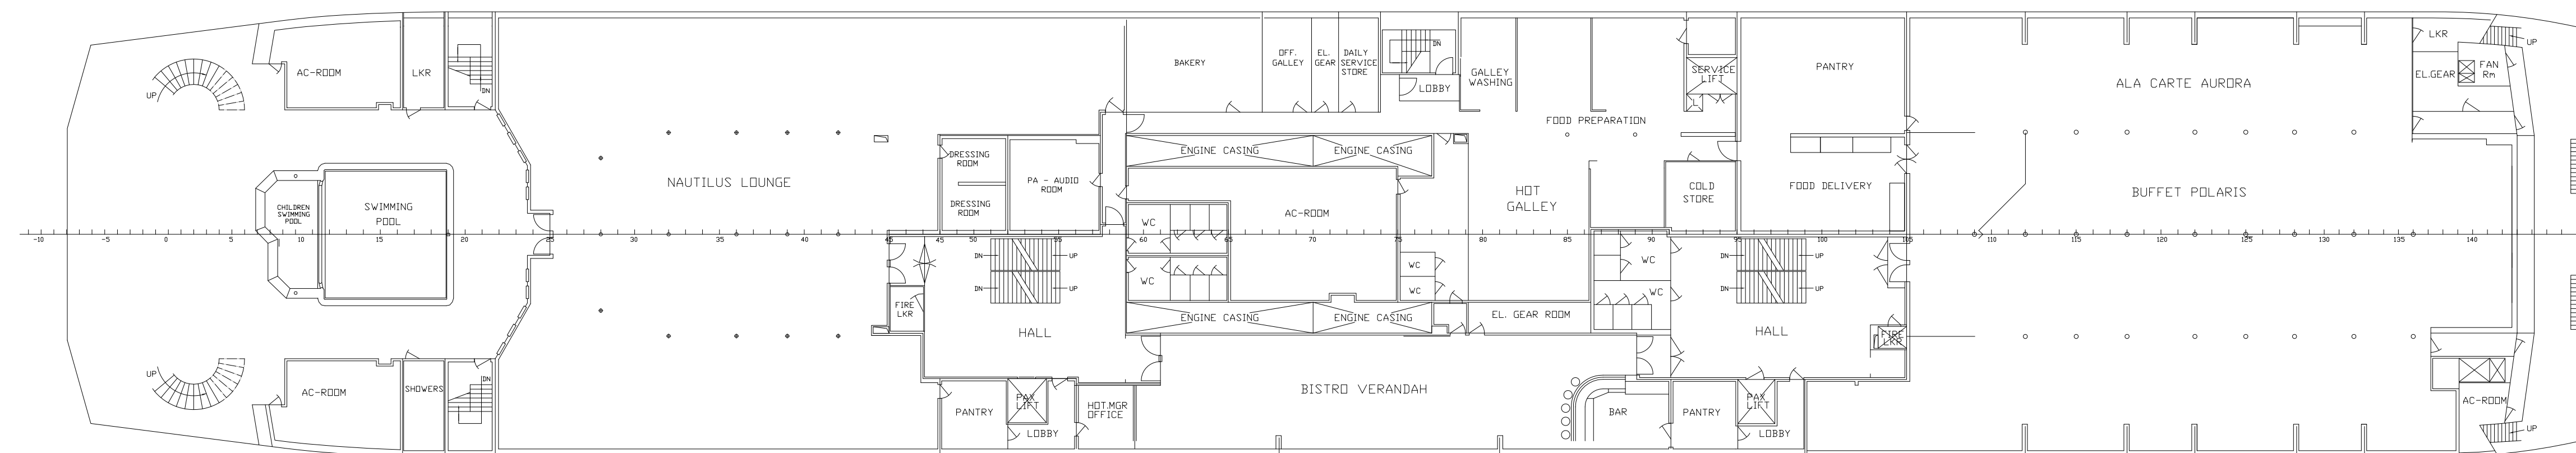 AC-ROOM
LKR
DN
UP
SWIMMING
POOL
CHILDREN
SWIMMING
POOL
UP
AC-ROOM
SHOWERS
DN
NAUTILUS LOUNGE
DRESSING
ROOM
DRESSING
ROOM
PA - AUDIO
ROOM
FIRE
LKR
DN
UP
DN
UP
HALL
PANTRY
PAX
LIFT
LOBBY
HOT.MGR
OFFICE
BAKERY
OFF.
GALLEY
EL.
GEAR
DAILY
SERVICE
STORE
DN
LOBBY
ENGINE CASING
ENGINE CASING
WC
WC
AC-ROOM
WC
WC
ENGINE CASING
ENGINE CASING
GALLEY
WASHING
FOOD PREPARATION
HOT
GALLEY
EL. GEAR ROOM
BISTRO VERANDAH
BAR
SERVICE
LIFT
L
COLD
STORE
WC
WC
PANTRY
FOOD DELIVERY
DN
UP
DN
UP
HALL
FIRE
LKR
PANTRY
PAX
LIFT
LOBBY
ALA CARTE AURORA
BUFFET POLARIS
LKR
EL.GEAR
FAN
Rm
UP
AC-ROOM
UP
-10 -5 0 5 10 15 20 25 30 35 40 45 45 50 55 60 65 70 75 80 85 90 95 100 105 110 115 120 125 130 135 140